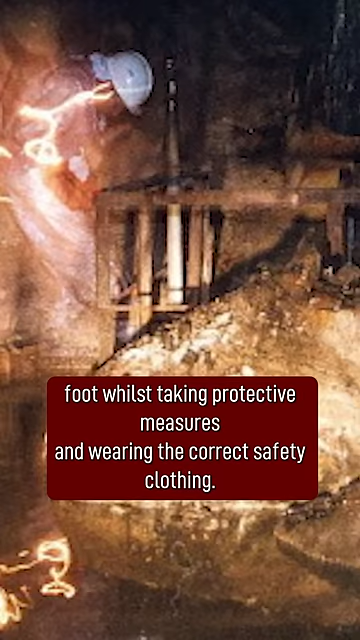 foot whilst taking protective
measures
and wearing the correct safety
clothing.